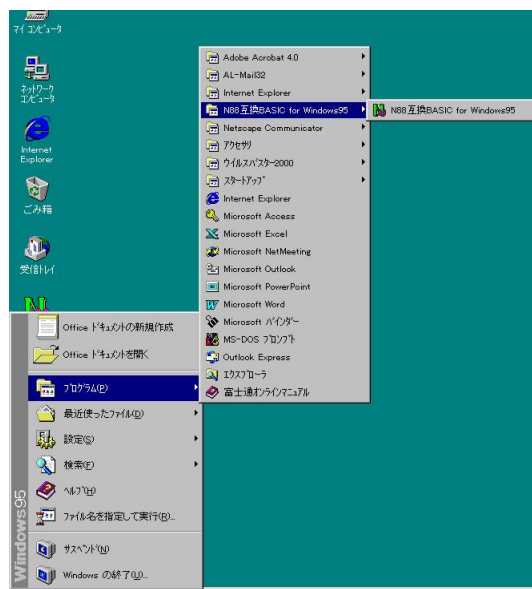 マイ コンピュータ
ネットワーク
コンピュータ
Internet
Explorer
ごみ箱
受信トレイ
Adobe Acrobat 4.0
AL-Mail32
Internet Explorer
N88互換BASIC for Windows95
Netscape Communicator
アクセサリ
ウイルスバスター2000
スタートアップ
Internet Explorer
Microsoft Access
Microsoft Excel
Microsoft NetMeeting
Microsoft Outlook
Microsoft PowerPoint
Microsoft Word
Microsoft バインダー
MS-DOS プロンプト
Outlook Express
エクスプローラ
富士通オンラインマニュアル
N88互換BASIC for Windows95
Office ドキュメントの新規作成
Office ドキュメントを開く
プログラム(P)
最近使ったファイル(D)
設定(S)
検索(F)
ヘルプ(H)
ファイル名を指定して実行(R)...
サスペンド(N)
Windows の終了(U)...
Windows95